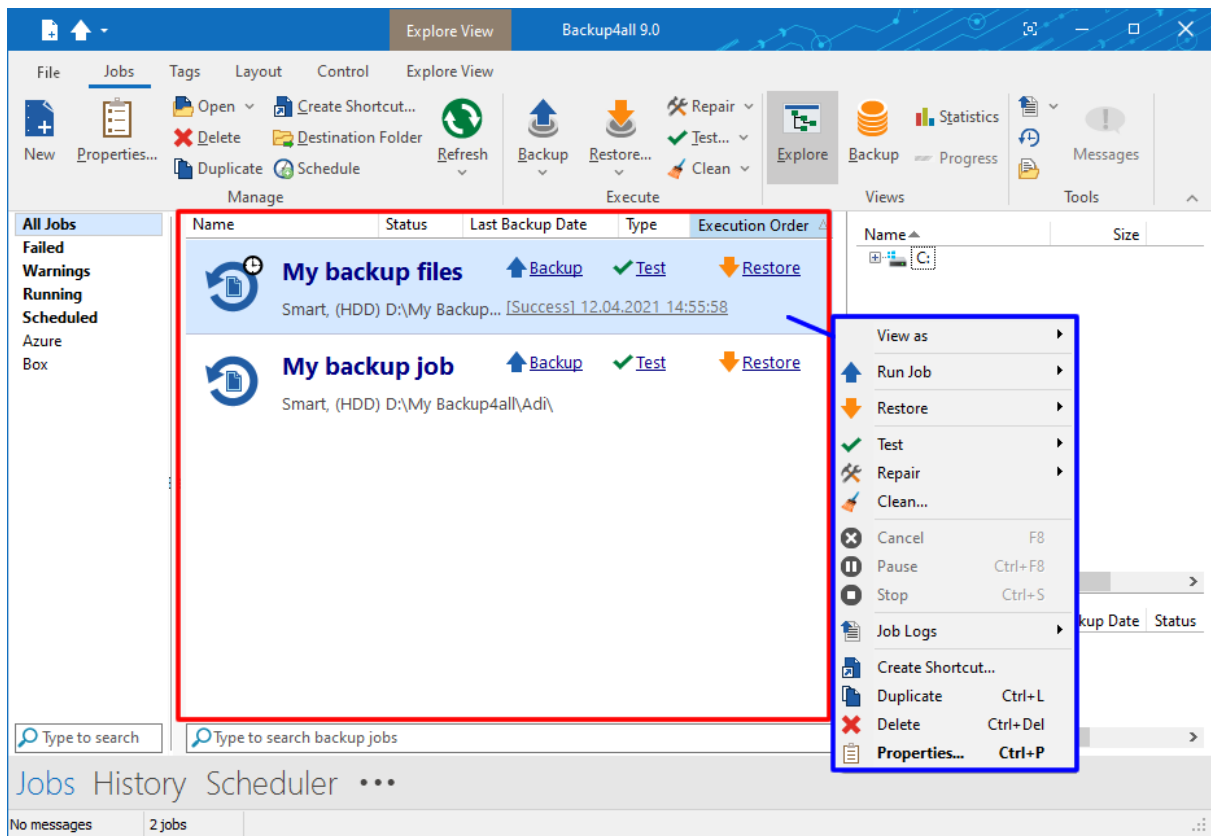 Explore View Backup4all 9.0
File Jobs Tags Layout Control Explore View
New
Properties...
Open
Delete
Duplicate
Create Shortcut...
Destination Folder
Schedule
Refresh
Manage
Backup
Restore...
Repair
Test...
Clean
Execute
Explore
Backup
Statistics
Progress
Views
Messages
Tools
All Jobs
Failed
Warnings
Running
Scheduled
Azure
Box
Type to search
Name Status Last Backup Date Type Execution Order
My backup files Backup Test Restore
Smart, (HDD) D:\My Backup... [Success] 12.04.2021 14:55:58
My backup job Backup Test Restore
Smart, (HDD) D:\My Backup4all\Adi\
Type to search backup jobs
Name Size
C:
View as
Run Job
Restore
Test
Repair
Clean...
Cancel F8
Pause Ctrl+F8
Stop Ctrl+S
Job Logs
Create Shortcut...
Duplicate Ctrl+L
Delete Ctrl+Del
Properties... Ctrl+P
kup Date Status
Jobs History Scheduler •••
No messages 2 jobs